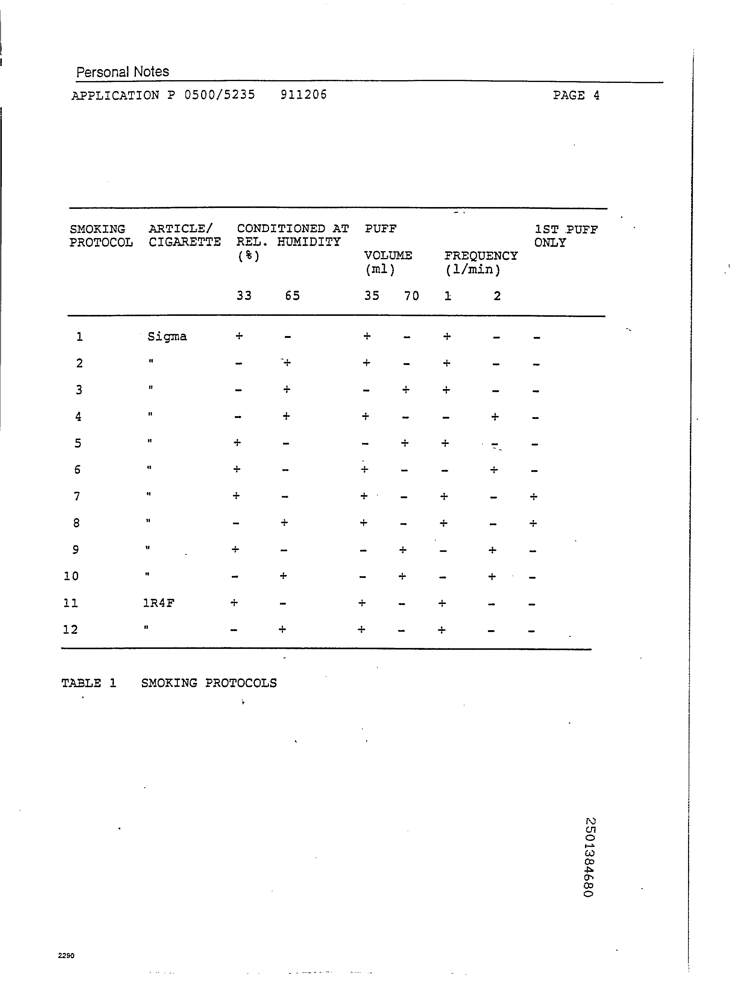 Personal Notes
APPLICATION P 0500/5235 911206 PAGE 4
SMOKING ARTICLE/ CONDITIONED AT PUFF 1ST PUFF
PROTOCOL CIGARETTE REL. HUMIDITY ONLY
(%) VOLUME FREQUENCY
(ml) (1/min)
33 65 35 70 1 2
1 Sigma + - + - + - -
2 " - + + - + - -
3 " - + - + + - -
4 " - + + - - + -
5 " + - - + + - -
6 " + - + - - + -
7 " + - + - + - +
8 " - + + - + - +
9 " + - - + - + -
10 " - + - + - + -
11 1R4F + - + - + - -
12 " - + + - + - -
TABLE 1 SMOKING PROTOCOLS
2501384680
2290